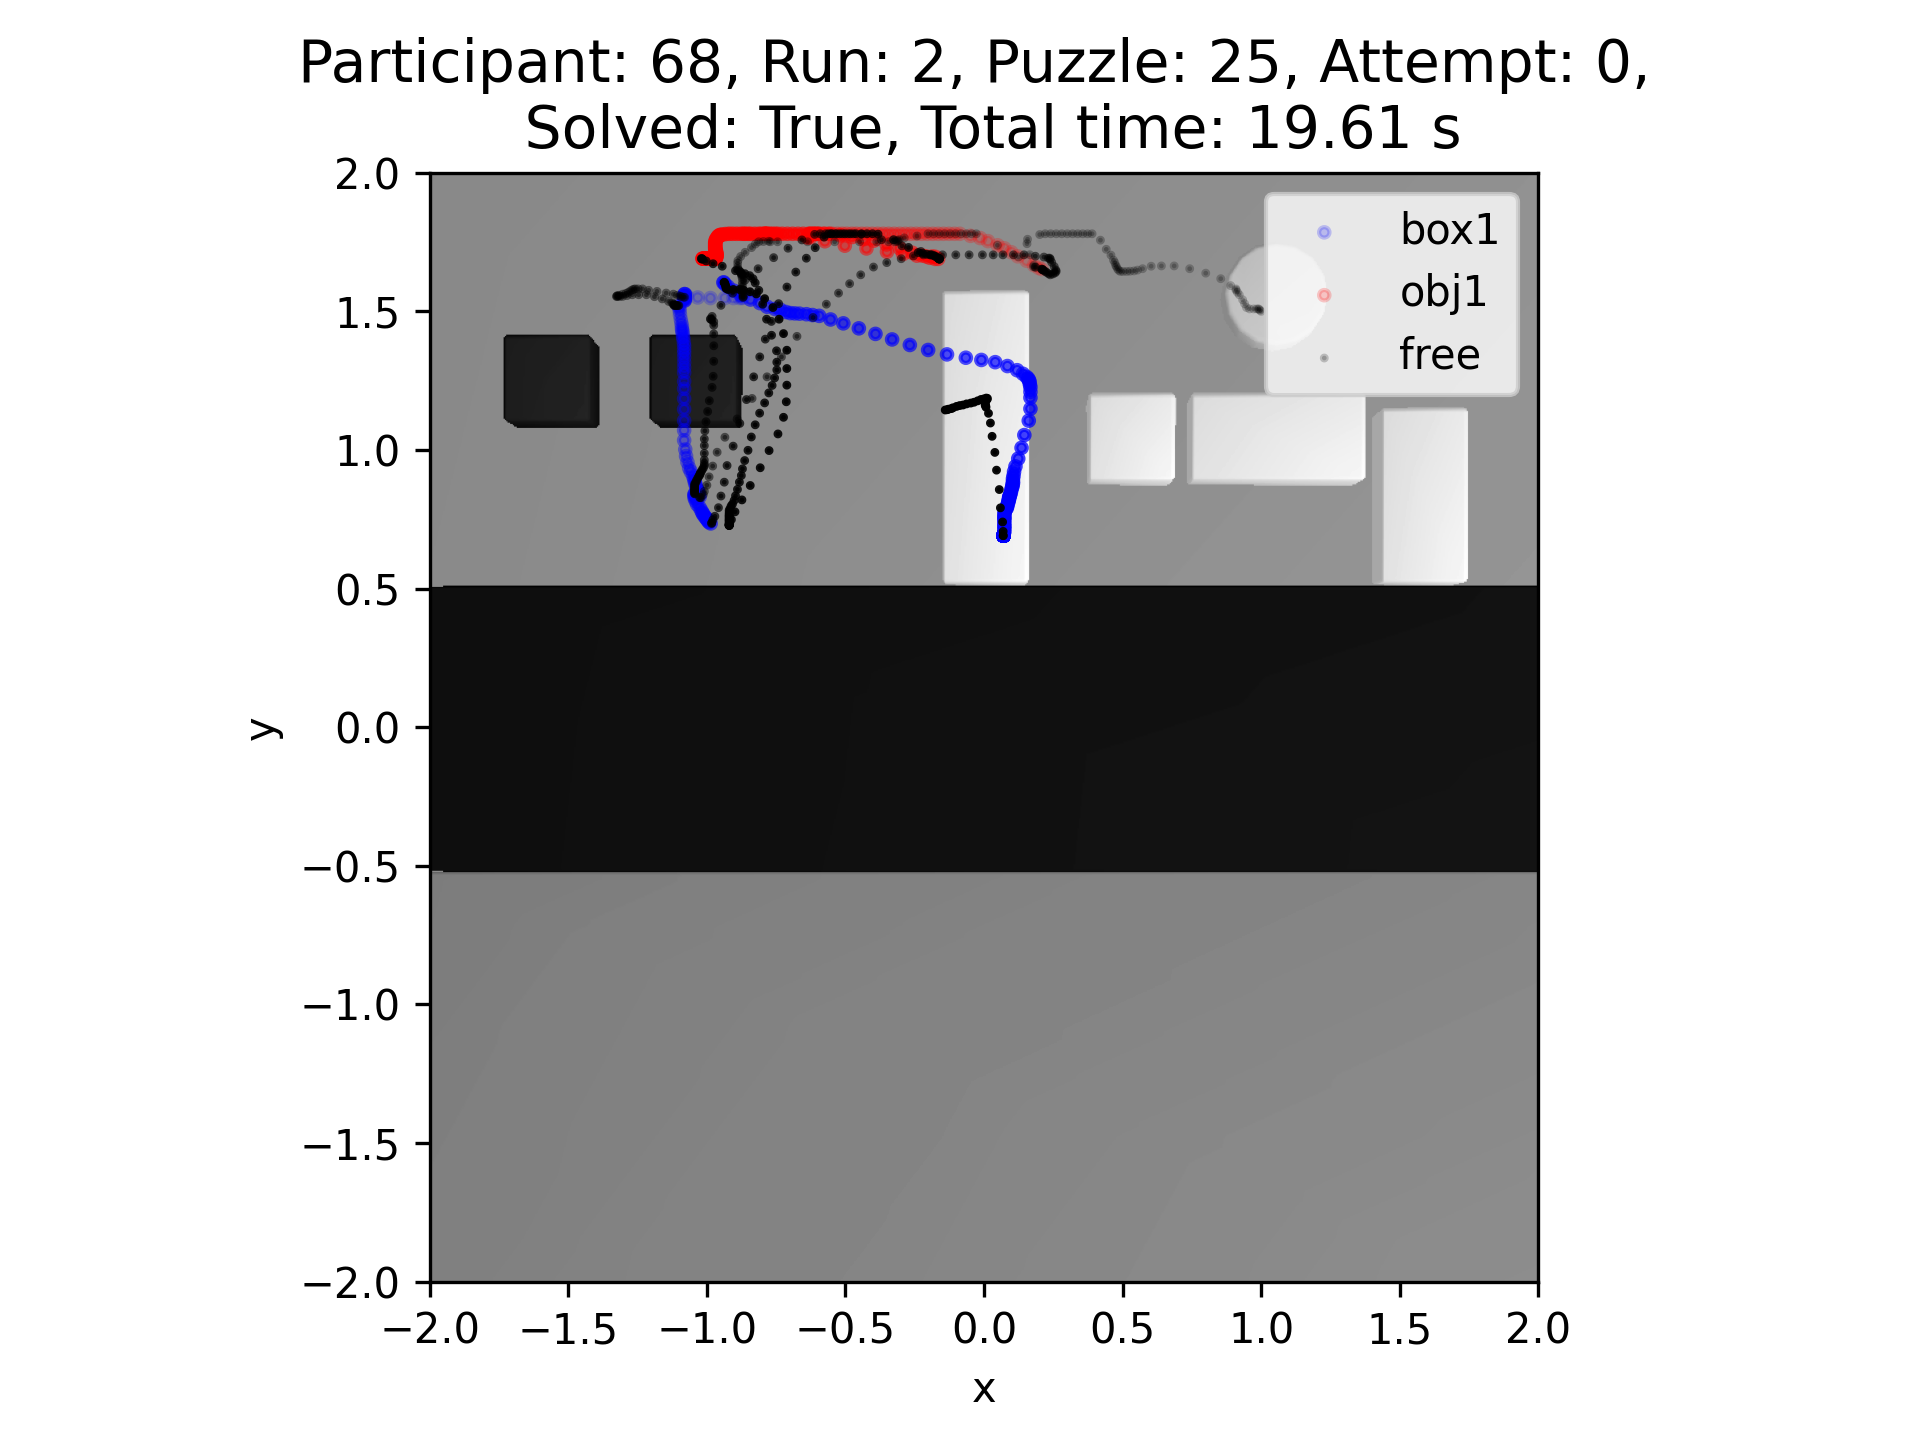 Participant: 68, Run: 2, Puzzle: 25, Attempt: 0,
Solved: True, Total time: 19.61 s
2.0
1.5
1.0
0.5
0.0
−0.5
−1.0
−1.5
−2.0
y
box1
obj1
free
−2.0 −1.5 −1.0 −0.5 0.0 0.5 1.0 1.5 2.0
x